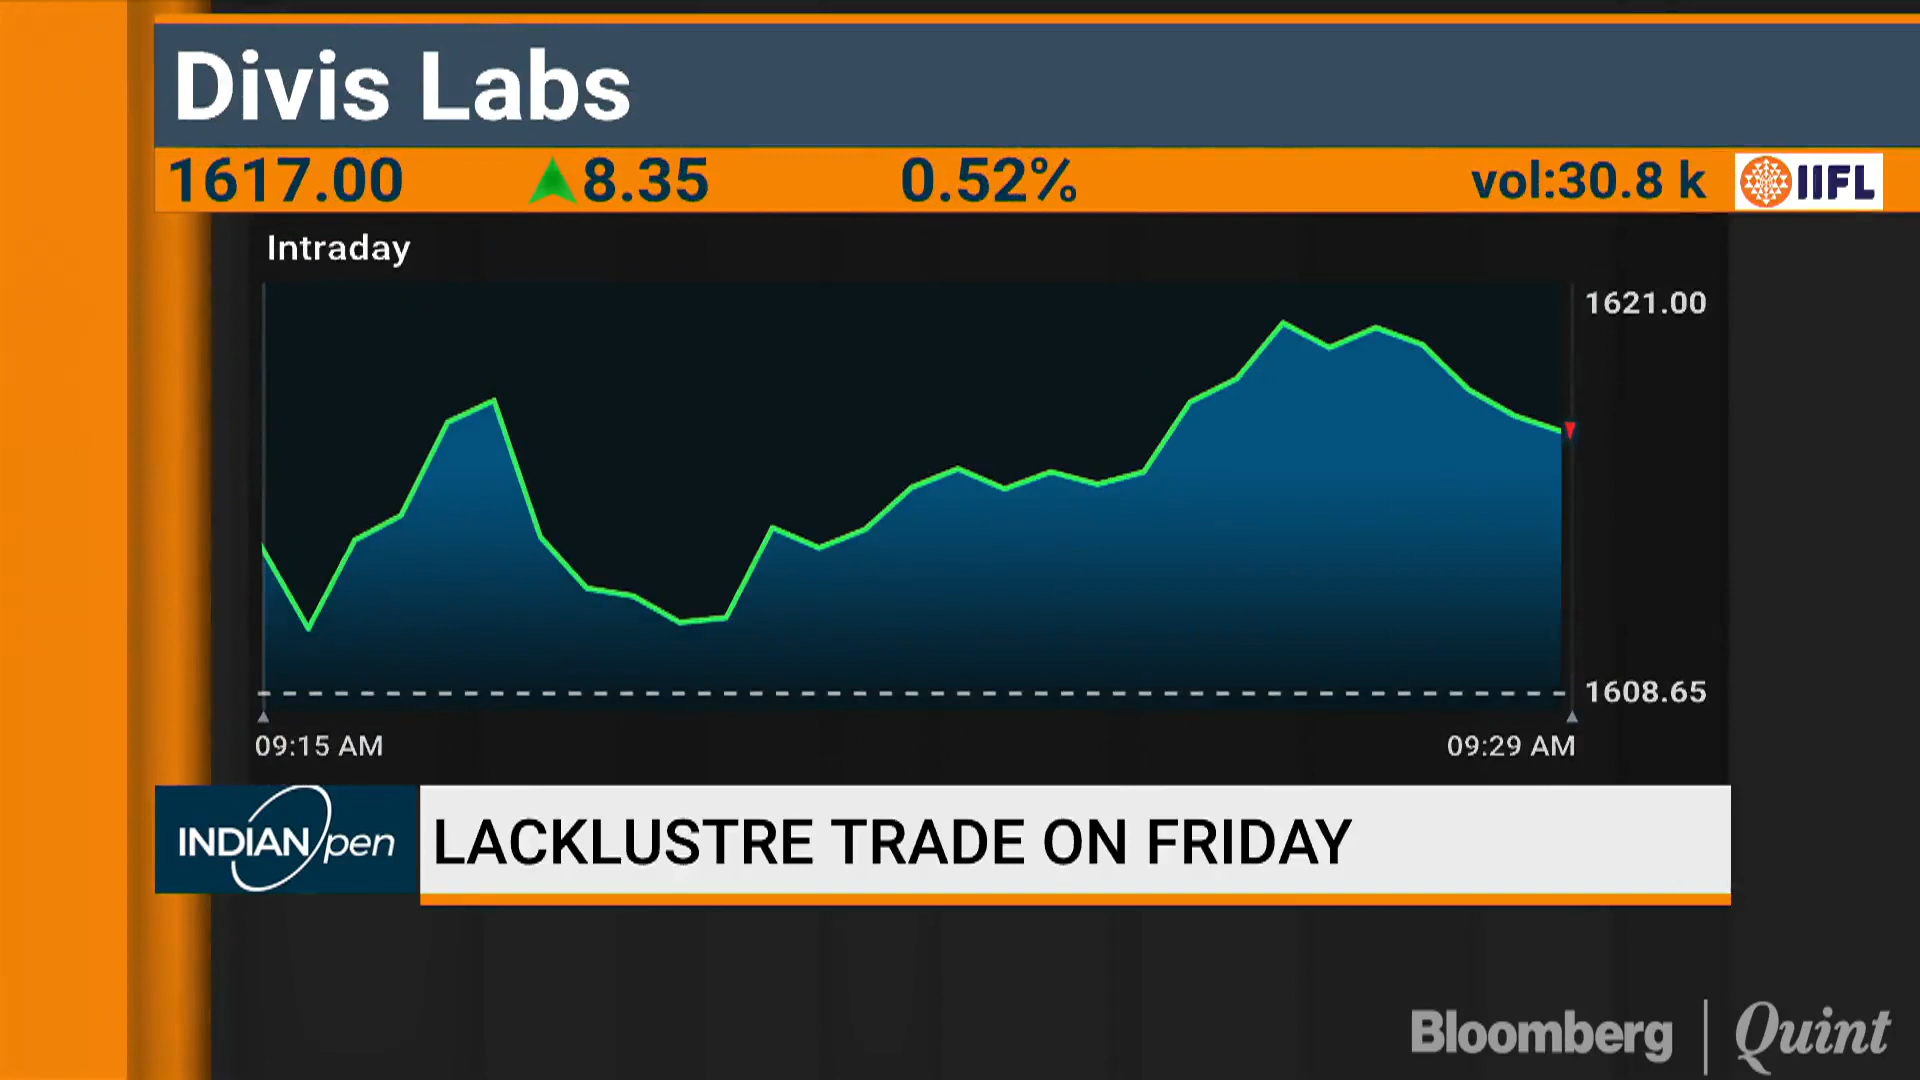 Divis Labs
1617.00 8.35 0.52% vol:30.8 k IIFL
Intraday
1621.00
1608.65
09:15 AM 09:29 AM
INDIAN Open LACKLUSTRE TRADE ON FRIDAY
Bloomberg | Quint